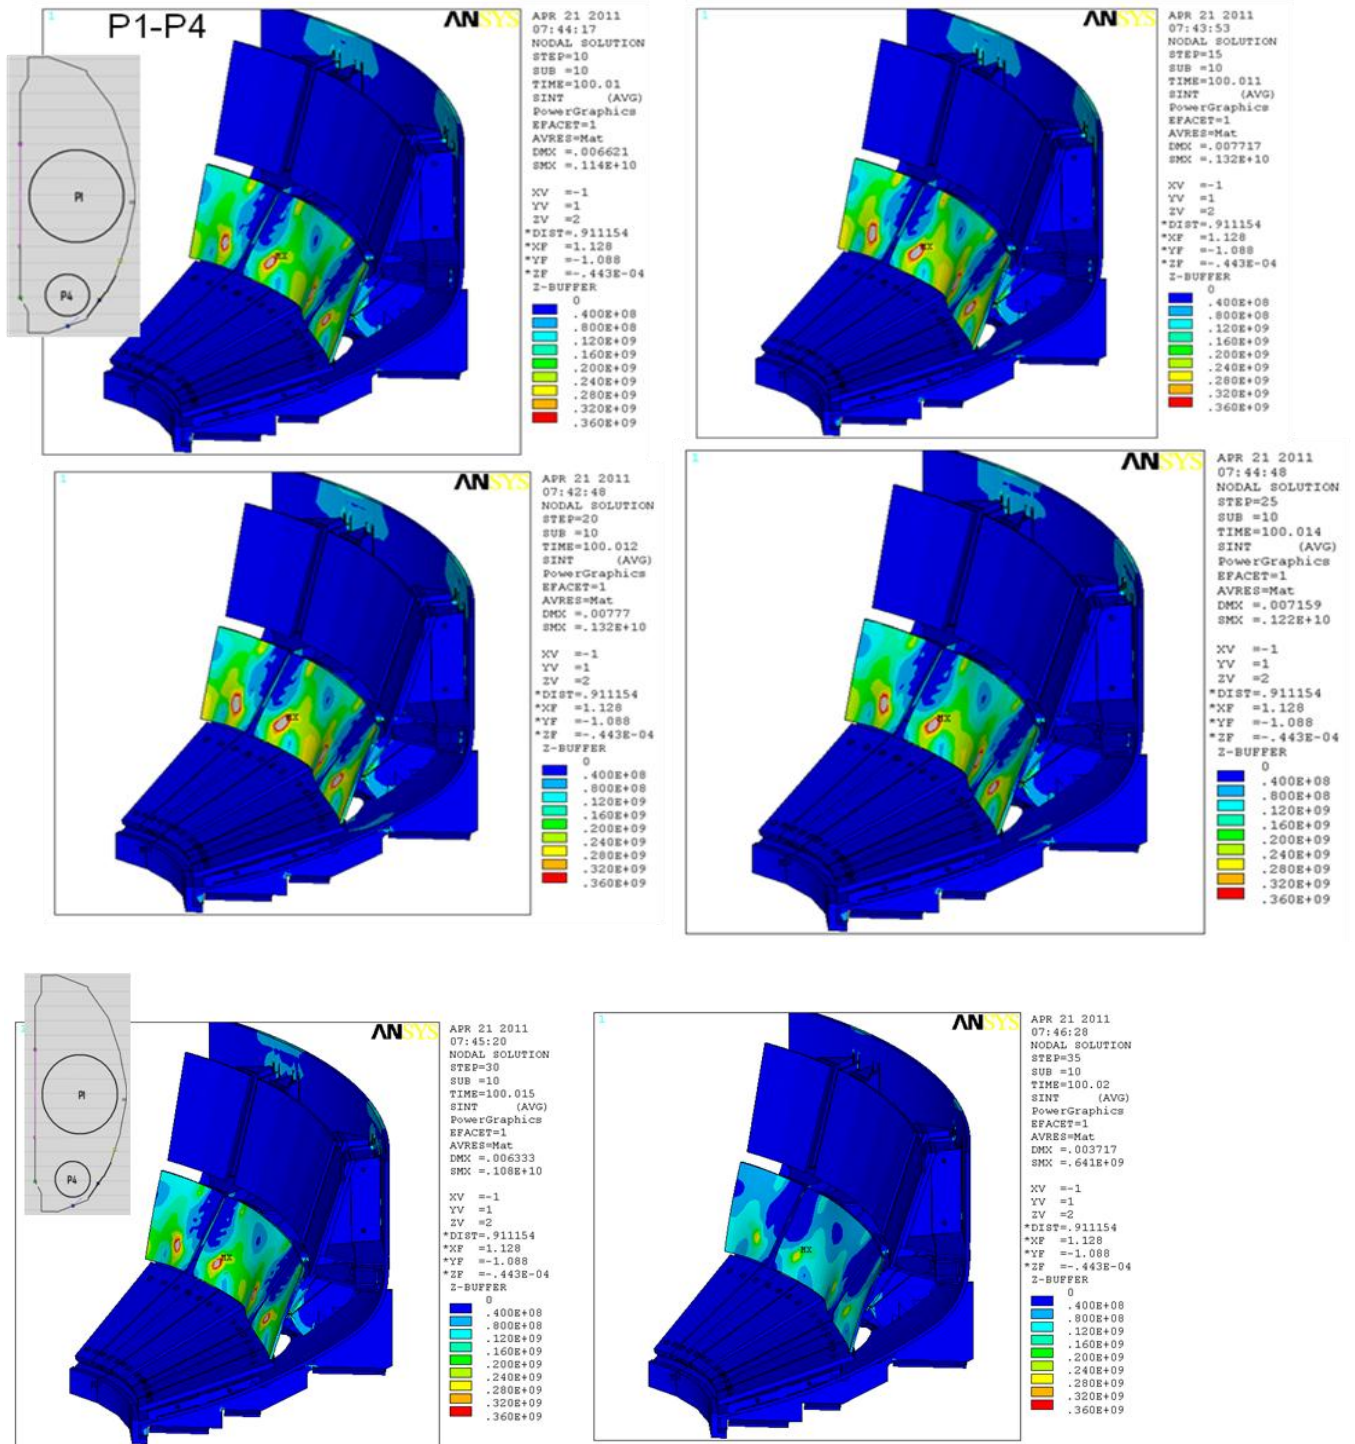 P1-P4
P1
P4
1
ANSYS
APR 21 2011
07:44:17
NODAL SOLUTION
STEP=10
SUB =10
TIME=100.01
SINT (AVG)
PowerGraphics
EFACET=1
AVRES=Mat
DMX =.006621
SMX =.114E+10
XV =-1
YV =1
ZV =2
*DIST=.911154
*XF =1.128
*YF =-1.088
*ZF =-.443E-04
Z-BUFFER
0
.400E+08
.800E+08
.120E+09
.160E+09
.200E+09
.240E+09
.280E+09
.320E+09
.360E+09
MX
1
ANSYS
APR 21 2011
07:43:53
NODAL SOLUTION
STEP=15
SUB =10
TIME=100.011
SINT (AVG)
PowerGraphics
EFACET=1
AVRES=Mat
DMX =.007717
SMX =.132E+10
XV =-1
YV =1
ZV =2
*DIST=.911154
*XF =1.128
*YF =-1.088
*ZF =-.443E-04
Z-BUFFER
0
.400E+08
.800E+08
.120E+09
.160E+09
.200E+09
.240E+09
.280E+09
.320E+09
.360E+09
MX
1
ANSYS
APR 21 2011
07:42:48
NODAL SOLUTION
STEP=20
SUB =10
TIME=100.012
SINT (AVG)
PowerGraphics
EFACET=1
AVRES=Mat
DMX =.00777
SMX =.132E+10
XV =-1
YV =1
ZV =2
*DIST=.911154
*XF =1.128
*YF =-1.088
*ZF =-.443E-04
Z-BUFFER
0
.400E+08
.800E+08
.120E+09
.160E+09
.200E+09
.240E+09
.280E+09
.320E+09
.360E+09
MX
1
ANSYS
APR 21 2011
07:44:48
NODAL SOLUTION
STEP=25
SUB =10
TIME=100.014
SINT (AVG)
PowerGraphics
EFACET=1
AVRES=Mat
DMX =.007159
SMX =.122E+10
XV =-1
YV =1
ZV =2
*DIST=.911154
*XF =1.128
*YF =-1.088
*ZF =-.443E-04
Z-BUFFER
0
.400E+08
.800E+08
.120E+09
.160E+09
.200E+09
.240E+09
.280E+09
.320E+09
.360E+09
MX
P1
P4
ANSYS
APR 21 2011
07:45:20
NODAL SOLUTION
STEP=30
SUB =10
TIME=100.015
SINT (AVG)
PowerGraphics
EFACET=1
AVRES=Mat
DMX =.006333
SMX =.108E+10
XV =-1
YV =1
ZV =2
*DIST=.911154
*XF =1.128
*YF =-1.088
*ZF =-.443E-04
Z-BUFFER
0
.400E+08
.800E+08
.120E+09
.160E+09
.200E+09
.240E+09
.280E+09
.320E+09
.360E+09
MX
1
ANSYS
APR 21 2011
07:46:28
NODAL SOLUTION
STEP=35
SUB =10
TIME=100.02
SINT (AVG)
PowerGraphics
EFACET=1
AVRES=Mat
DMX =.003717
SMX =.641E+09
XV =-1
YV =1
ZV =2
*DIST=.911154
*XF =1.128
*YF =-1.088
*ZF =-.443E-04
Z-BUFFER
0
.400E+08
.800E+08
.120E+09
.160E+09
.200E+09
.240E+09
.280E+09
.320E+09
.360E+09
MX